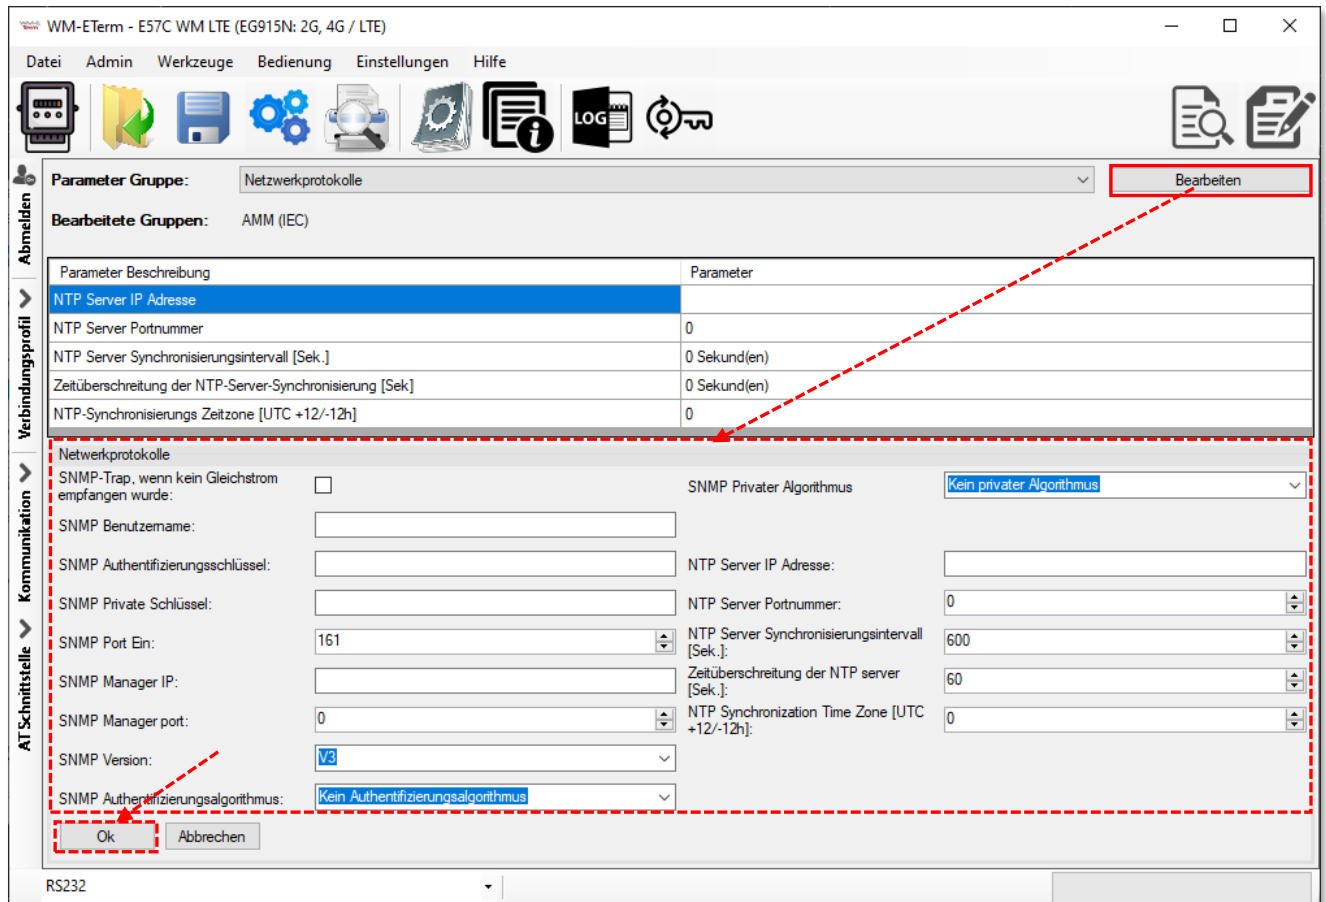 WM-ETerm - E57C WM LTE (EG915N: 2G, 4G / LTE)
Datei Admin Werkzeuge Bedienung Einstellungen Hilfe
LOG
Abmelden
Verbindungsprofil
Kommunikation
AT Schnittstelle
Parameter Gruppe: Netzwerkprotokolle Bearbeiten
Bearbeitete Gruppen: AMM (IEC)
Parameter Beschreibung Parameter
NTP Server IP Adresse
NTP Server Portnummer 0
NTP Server Synchronisierungsintervall [Sek.] 0 Sekund(en)
Zeitüberschreitung der NTP-Server-Synchronisierung [Sek] 0 Sekund(en)
NTP-Synchronisierungs Zeitzone [UTC +12/-12h] 0
Netwerkprotokolle
SNMP-Trap, wenn kein Gleichstrom
empfangen wurde:
SNMP Privater Algorithmus Kein privater Algorithmus
SNMP Benutzername:
SNMP Authentifizierungsschlüssel:
NTP Server IP Adresse:
SNMP Private Schlüssel:
NTP Server Portnummer: 0
SNMP Port Ein: 161
NTP Server Synchronisierungsintervall
[Sek.]: 600
SNMP Manager IP:
Zeitüberschreitung der NTP server
[Sek.]: 60
SNMP Manager port: 0
NTP Synchronization Time Zone [UTC
+12/-12h]: 0
SNMP Version: V3
SNMP Authentifizierungsalgorithmus: Kein Authentifizierungsalgorithmus
Ok Abbrechen
RS232